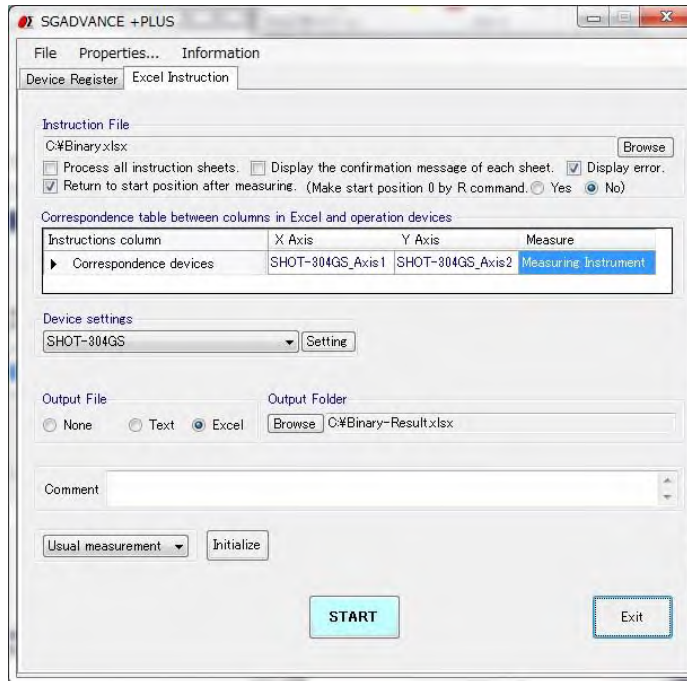 SGADVANCE +PLUS
File Properties... Information
Device Register Excel Instruction
Instruction File
C:¥Binary.xlsx Browse
Process all instruction sheets. Display the confirmation message of each sheet. Display error.
Return to start position after measuring. (Make start position 0 by R command. Yes No)
Correspondence table between columns in Excel and operation devices
Instructions column X Axis Y Axis Measure
Correspondence devices SHOT-304GS_Axis1 SHOT-304GS_Axis2 Measuring Instrument
Device settings
SHOT-304GS Setting
Output File Output Folder
None Text Excel Browse C:¥Binary-Result.xlsx
Comment
Usual measurement Initialize
START Exit